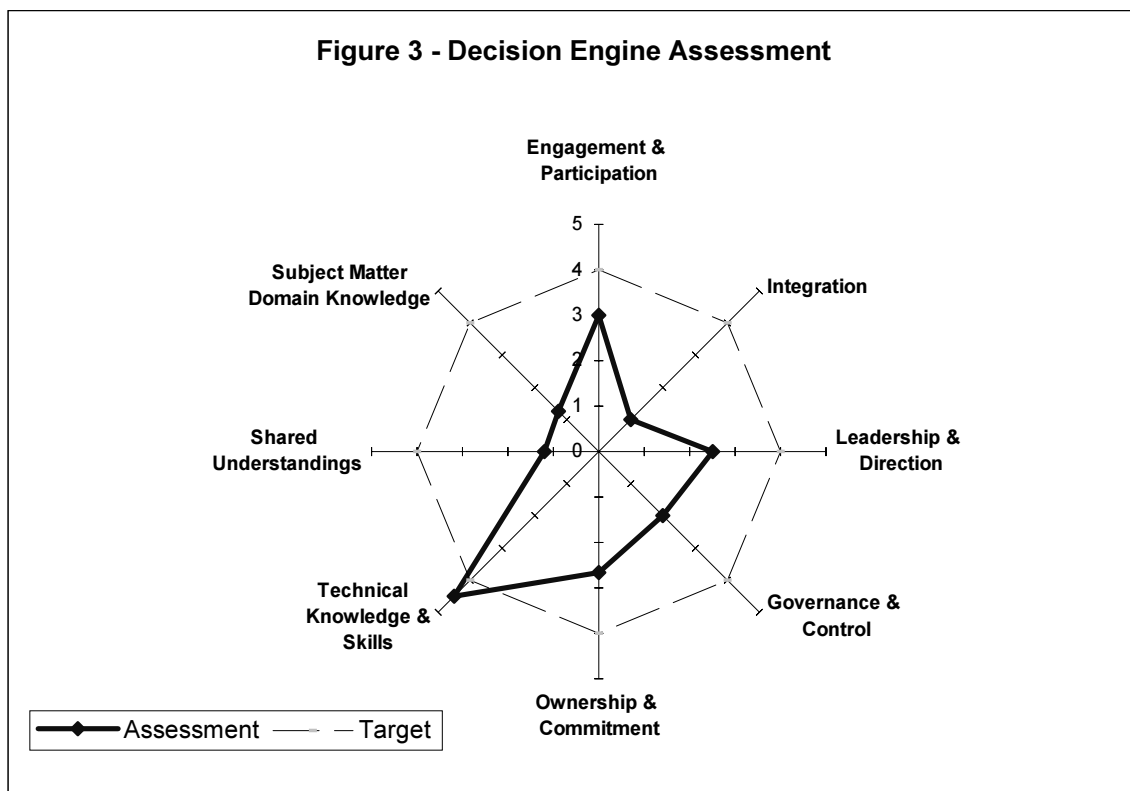 Figure 3 - Decision Engine Assessment
Engagement &
Participation
5
Subject Matter
Domain Knowledge
4
Integration
3
2
1
Shared
Understandings
0
Leadership &
Direction
Technical
Knowledge &
Skills
Governance &
Control
Ownership &
Commitment
Assessment
Target